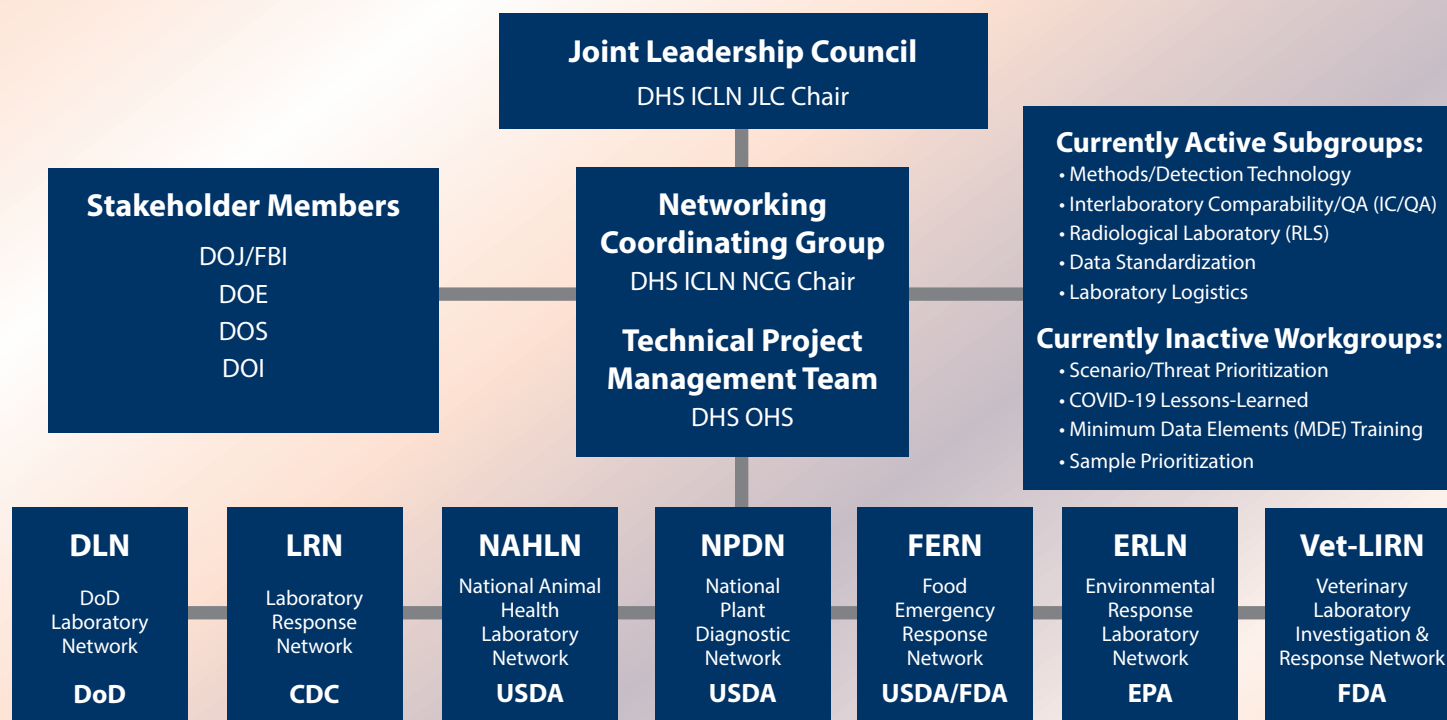 Joint Leadership Council
DHS ICLN JLC Chair
Stakeholder Members
DOJ/FBI
DOE
DOS
DOI
Networking
Coordinating Group
DHS ICLN NCG Chair
Technical Project
Management Team
DHS OHS
Currently Active Subgroups:
• Methods/Detection Technology
• Interlaboratory Comparability/QA (IC/QA)
• Radiological Laboratory (RLS)
• Data Standardization
• Laboratory Logistics
Currently Inactive Workgroups:
• Scenario/Threat Prioritization
• COVID-19 Lessons-Learned
• Minimum Data Elements (MDE) Training
• Sample Prioritization
DLN
DoD
Laboratory
Network
DoD
LRN
Laboratory
Response
Network
CDC
NAHLN
National Animal
Health
Laboratory
Network
USDA
NPDN
National
Plant
Diagnostic
Network
USDA
FERN
Food
Emergency
Response
Network
USDA/FDA
ERLN
Environmental
Response
Laboratory
Network
EPA
Vet-LIRN
Veterinary
Laboratory
Investigation &
Response Network
FDA